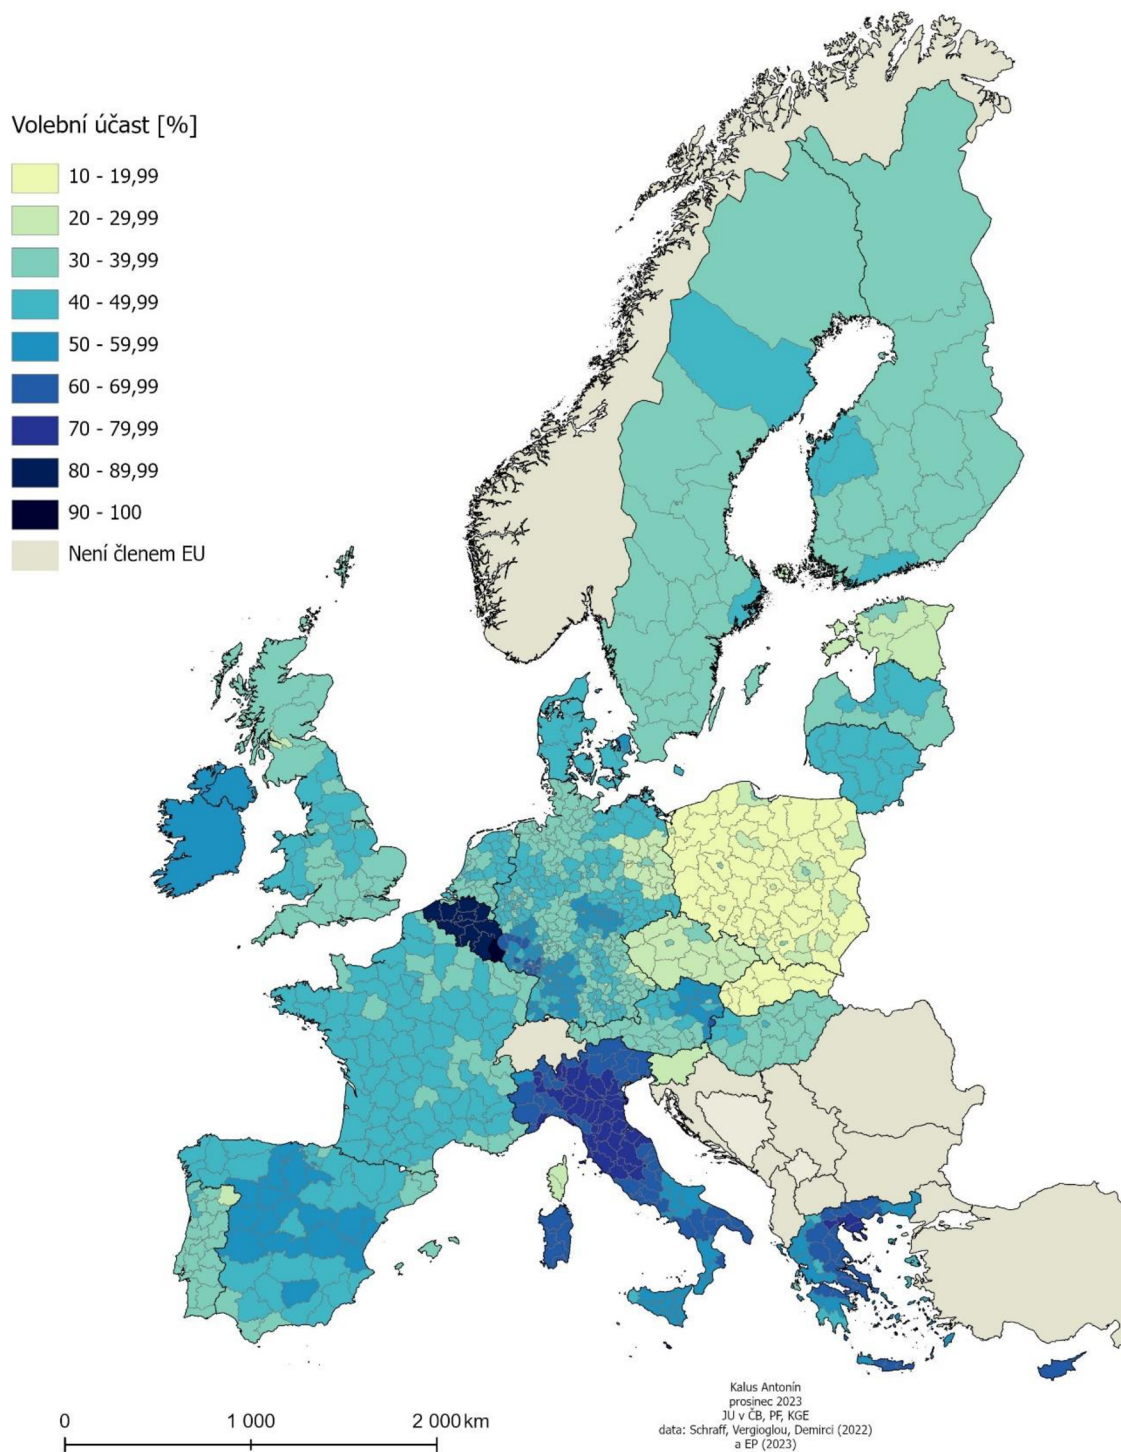 Volební účast [%]
10 - 19,99
20 - 29,99
30 - 39,99
40 - 49,99
50 - 59,99
60 - 69,99
70 - 79,99
80 - 89,99
90 - 100
Není členem EU
Kalus Antonín
prosinec 2023
JU v ČB, PF, KGE
data: Schraff, Vergioglou, Demirci (2022)
a EP (2023)
0 1 000 2 000 km